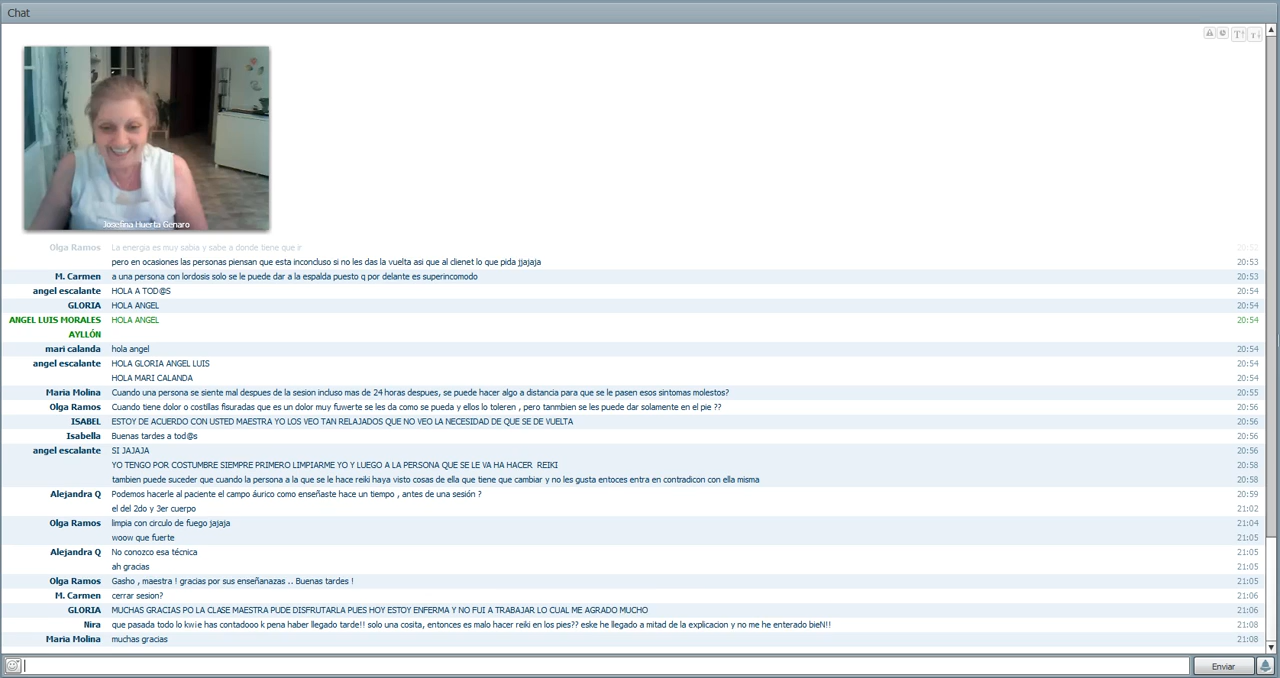 Chat
Josefina Huerta Genaro
Olga Ramos La energia es muy sabia y sabe a donde tiene que ir 20:52
pero en ocasiones las personas piensan que esta inconcluso si no les das la vuelta asi que al clienet lo que pida jjajaja 20:53
M. Carmen a una persona con lordosis solo se le puede dar a la espalda puesto q por delante es superincomodo 20:53
angel escalante HOLA A TOD@S 20:54
GLORIA HOLA ANGEL 20:54
ANGEL LUIS MORALES HOLA ANGEL 20:54
AYLLÓN
mari calanda hola angel 20:54
angel escalante HOLA GLORIA ANGEL LUIS 20:54
HOLA MARI CALANDA 20:54
Maria Molina Cuando una persona se siente mal despues de la sesion incluso mas de 24 horas despues, se puede hacer algo a distancia para que se le pasen esos sintomas molestos? 20:55
Olga Ramos Cuando tiene dolor o costillas fisuradas que es un dolor muy fuwerte se les da como se pueda y ellos lo toleren , pero tanmbien se les puede dar solamente en el pie ?? 20:56
ISABEL ESTOY DE ACUERDO CON USTED MAESTRA YO LOS VEO TAN RELAJADOS QUE NO VEO LA NECESIDAD DE QUE SE DE VUELTA 20:56
Isabella Buenas tardes a tod@s 20:56
angel escalante SI JAJAJA 20:56
YO TENGO POR COSTUMBRE SIEMPRE PRIMERO LIMPIARME YO Y LUEGO A LA PERSONA QUE SE LE VA HA HACER REIKI 20:58
tambien puede suceder que cuando la persona a la que se le hace reiki haya visto cosas de ella que tiene que cambiar y no les gusta entoces entra en contradicon con ella misma 20:58
Alejandra Q Podemos hacerle al paciente el campo áurico como enseñaste hace un tiempo , antes de una sesión ? 20:59
el del 2do y 3er cuerpo 21:02
Olga Ramos limpia con circulo de fuego jajaja 21:04
woow que fuerte 21:05
Alejandra Q No conozco esa técnica 21:05
ah gracias 21:05
Olga Ramos Gasho , maestra ! gracias por sus enseñanazas .. Buenas tardes ! 21:05
M. Carmen cerrar sesion? 21:06
GLORIA MUCHAS GRACIAS PO LA CLASE MAESTRA PUDE DISFRUTARLA PUES HOY ESTOY ENFERMA Y NO FUI A TRABAJAR LO CUAL ME AGRADO MUCHO 21:06
Nira que pasada todo lo kwie has contadooo k pena haber llegado tarde!! solo una cosita, entonces es malo hacer reiki en los pies?? eske he llegado a mitad de la explicacion y no me he enterado bieN!! 21:08
Maria Molina muchas gracias 21:08
Enviar